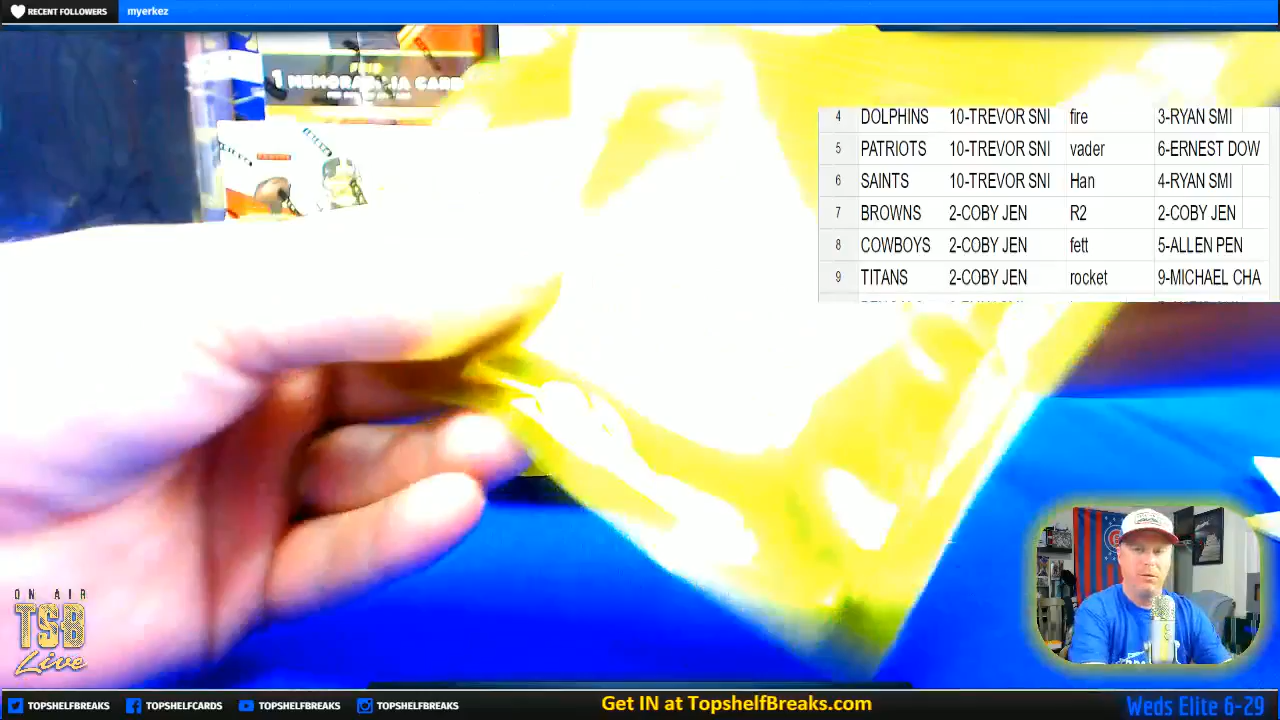 RECENT FOLLOWERS myerkez
1 MEMORABILIA CARD
4 DOLPHINS 10-TREVOR SNI fire 3-RYAN SMI
5 PATRIOTS 10-TREVOR SNI vader 6-ERNEST DOW
6 SAINTS 10-TREVOR SNI Han 4-RYAN SMI
7 BROWNS 2-COBY JEN R2 2-COBY JEN
8 COWBOYS 2-COBY JEN fett 5-ALLEN PEN
9 TITANS 2-COBY JEN rocket 9-MICHAEL CHA
ON AIR
TSB
Live
TOPSHELFBREAKS TOPSHELFCARDS TOPSHELFBREAKS TOPSHELFBREAKS Get IN at TopshelfBreaks.com Weds Elite 6-29